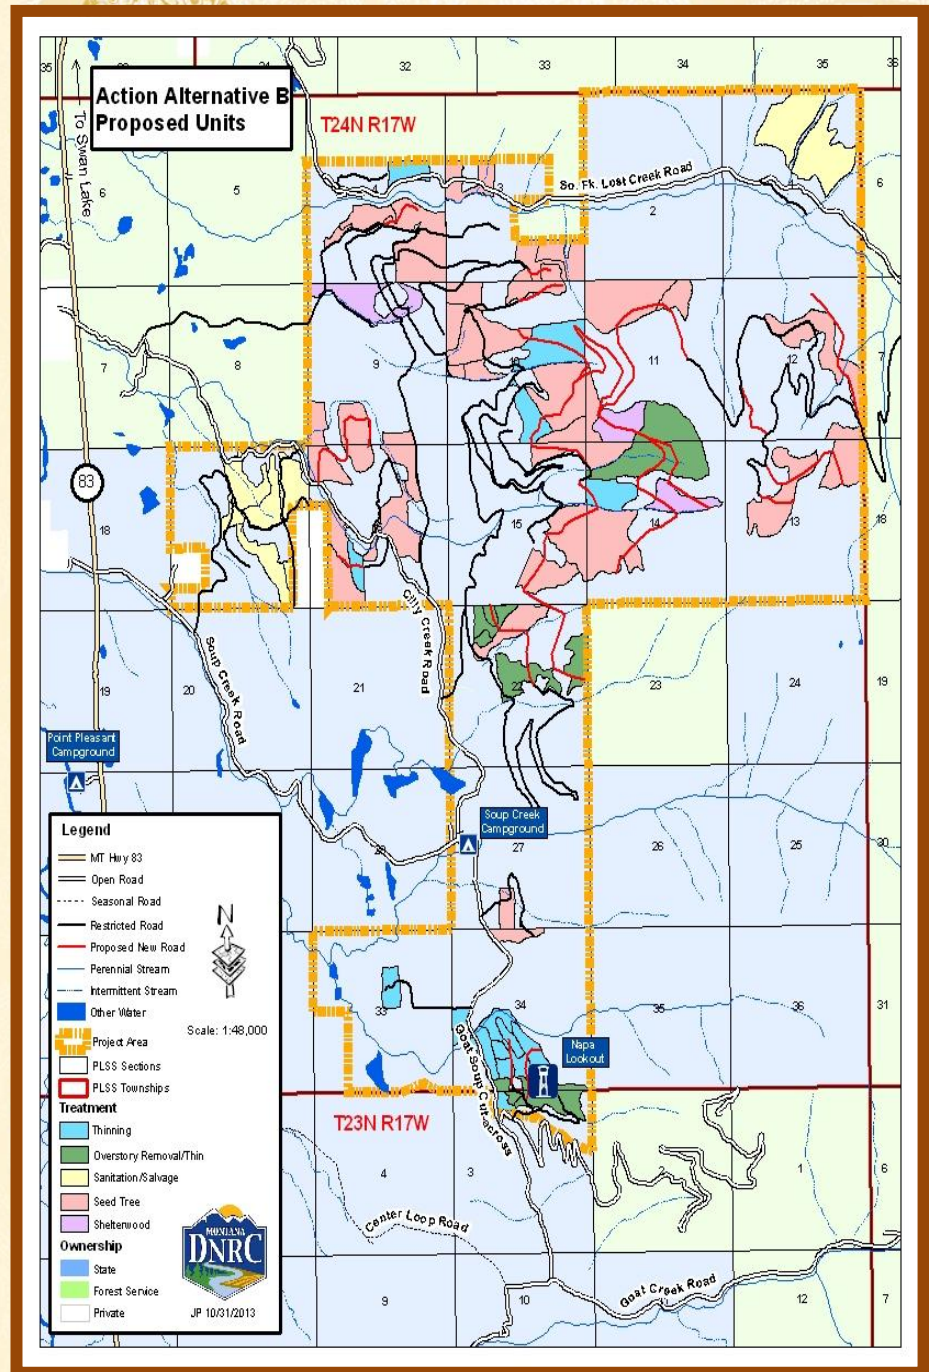 Action Alternative B
Proposed Units
To Swan Lake
T24N R17W
35
32
33
34
35
36
So. Fk. Lost Creek Road
6
5
4
3
2
6
7
8
9
10
11
12
7
83
18
15
14
13
18
Cilly Creek Road
Soup Creek Road
19
20
21
22
23
24
19
Point Pleasant
Campground
Soup Creek
Campground
28
27
26
25
30
33
34
35
36
31
Goat Soup Cut-across
Napa
Lookout
T23N R17W
4
3
2
1
6
Center Loop Road
Goat Creek Road
9
10
12
7
Legend
MT Hwy 83
Open Road
Seasonal Road
Restricted Road
Proposed New Road
Perennial Stream
Intermittent Stream
Other Water
Project Area
PLSS Sections
PLSS Townships
Treatment
Thinning
Overstory Removal/Thin
Sanitation/Salvage
Seed Tree
Shelterwood
Ownership
State
Forest Service
Private
N
Scale: 1:48,000
MONTANA
DNRC
JP 10/31/2013